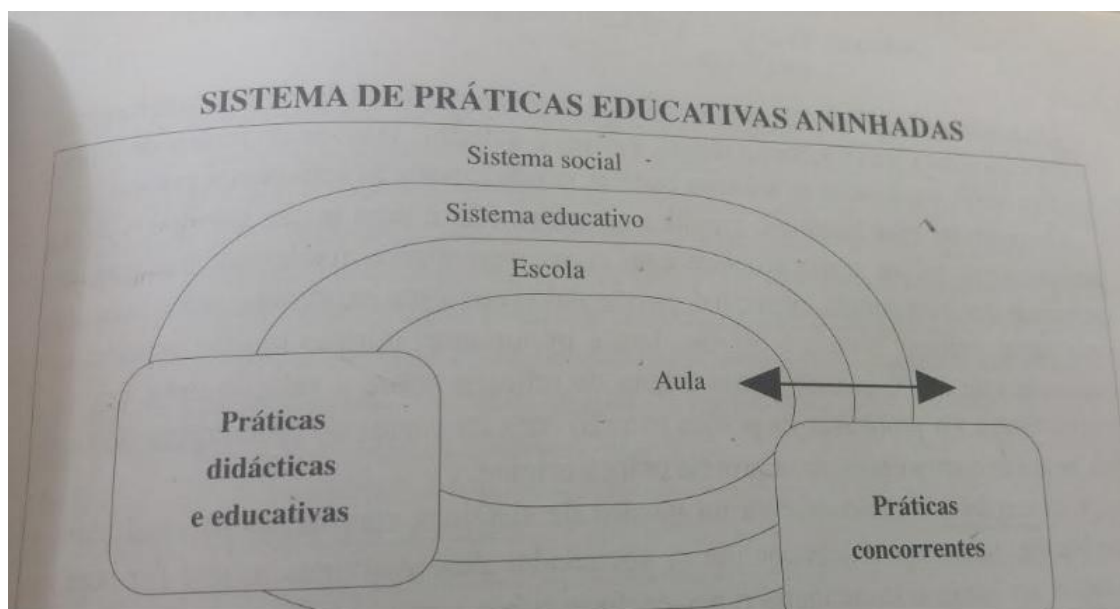 SISTEMA DE PRÁTICAS EDUCATIVAS ANINHADAS
Sistema social
Sistema educativo
Escola
Aula
Práticas
didácticas
e educativas
Práticas
concorrentes